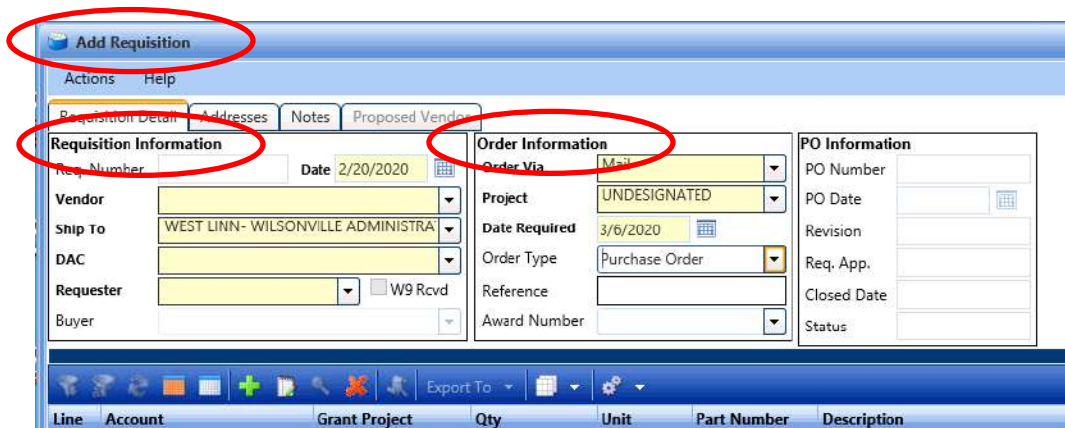 Add Requisition
Actions Help
Requisition Detail Addresses Notes Proposed Vendor
Requisition Information
Req. Number Date 2/20/2020
Vendor
Ship To WEST LINN- WILSONVILLE ADMINISTRA
DAC
Requester W9 Rcvd
Buyer
Order Information
Order Via Mail
Project UNDESIGNATED
Date Required 3/6/2020
Order Type Purchase Order
Reference
Award Number
PO Information
PO Number
PO Date
Revision
Req. App.
Closed Date
Status
Export To
Line Account Grant Project Qty Unit Part Number Description